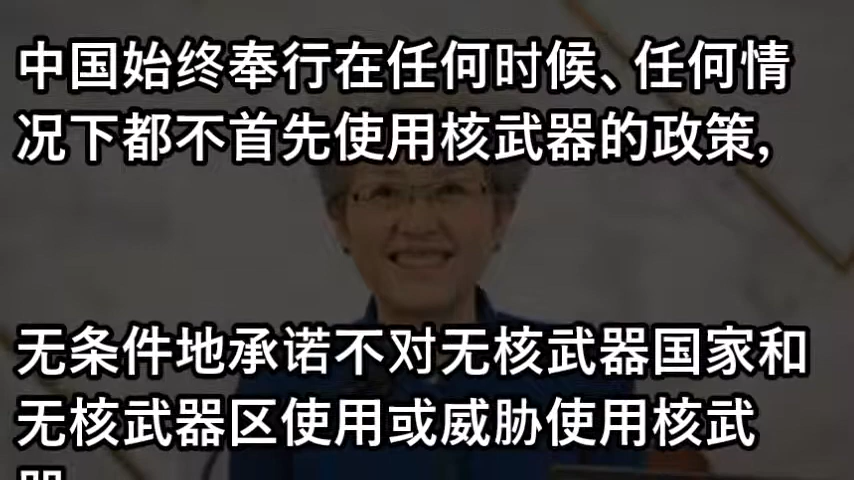 中国始终奉行在任何时候、任何情
况下都不首先使用核武器的政策,
无条件地承诺不对无核武器国家和
无核武器区使用或威胁使用核武